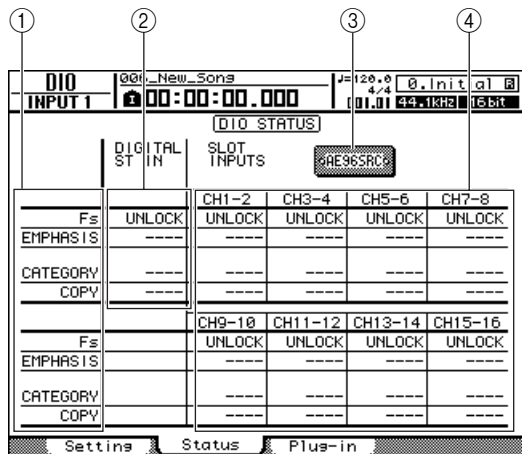 ① ② ③ ④
DIO
INPUT 1
006_New_Song
00:00:00.000
♩=120.0
4/4
001.01
0.Init al R
44.1kHz 16bit
DIO STATUS
DIGITAL
ST IN
SLOT
INPUTS
AE96SRC
CH1-2 CH3-4 CH5-6 CH7-8
Fs UNLOCK UNLOCK UNLOCK UNLOCK UNLOCK
EMPHASIS ---- ---- ---- ---- ----
CATEGORY ---- ---- ---- ---- ----
COPY ---- ---- ---- ---- ----
CH9-10 CH11-12 CH13-14 CH15-16
Fs UNLOCK UNLOCK UNLOCK UNLOCK
EMPHASIS ---- ---- ---- ----
CATEGORY ---- ---- ---- ----
COPY ---- ---- ---- ----
Setting Status Plug-in